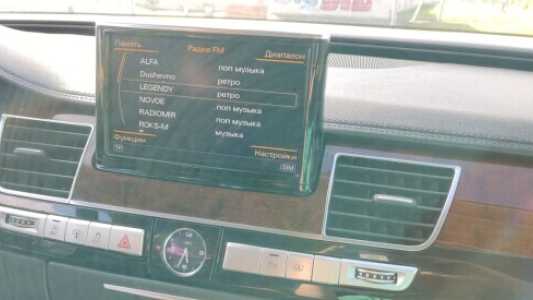 Память Радио FM Диапазон
ALFA поп музыка
Dushevno ретро
LEGENDY ретро
NOVOE поп музыка
RADIOMIR поп музыка
ROKS-M музыка
Функции
Настройки
SIM